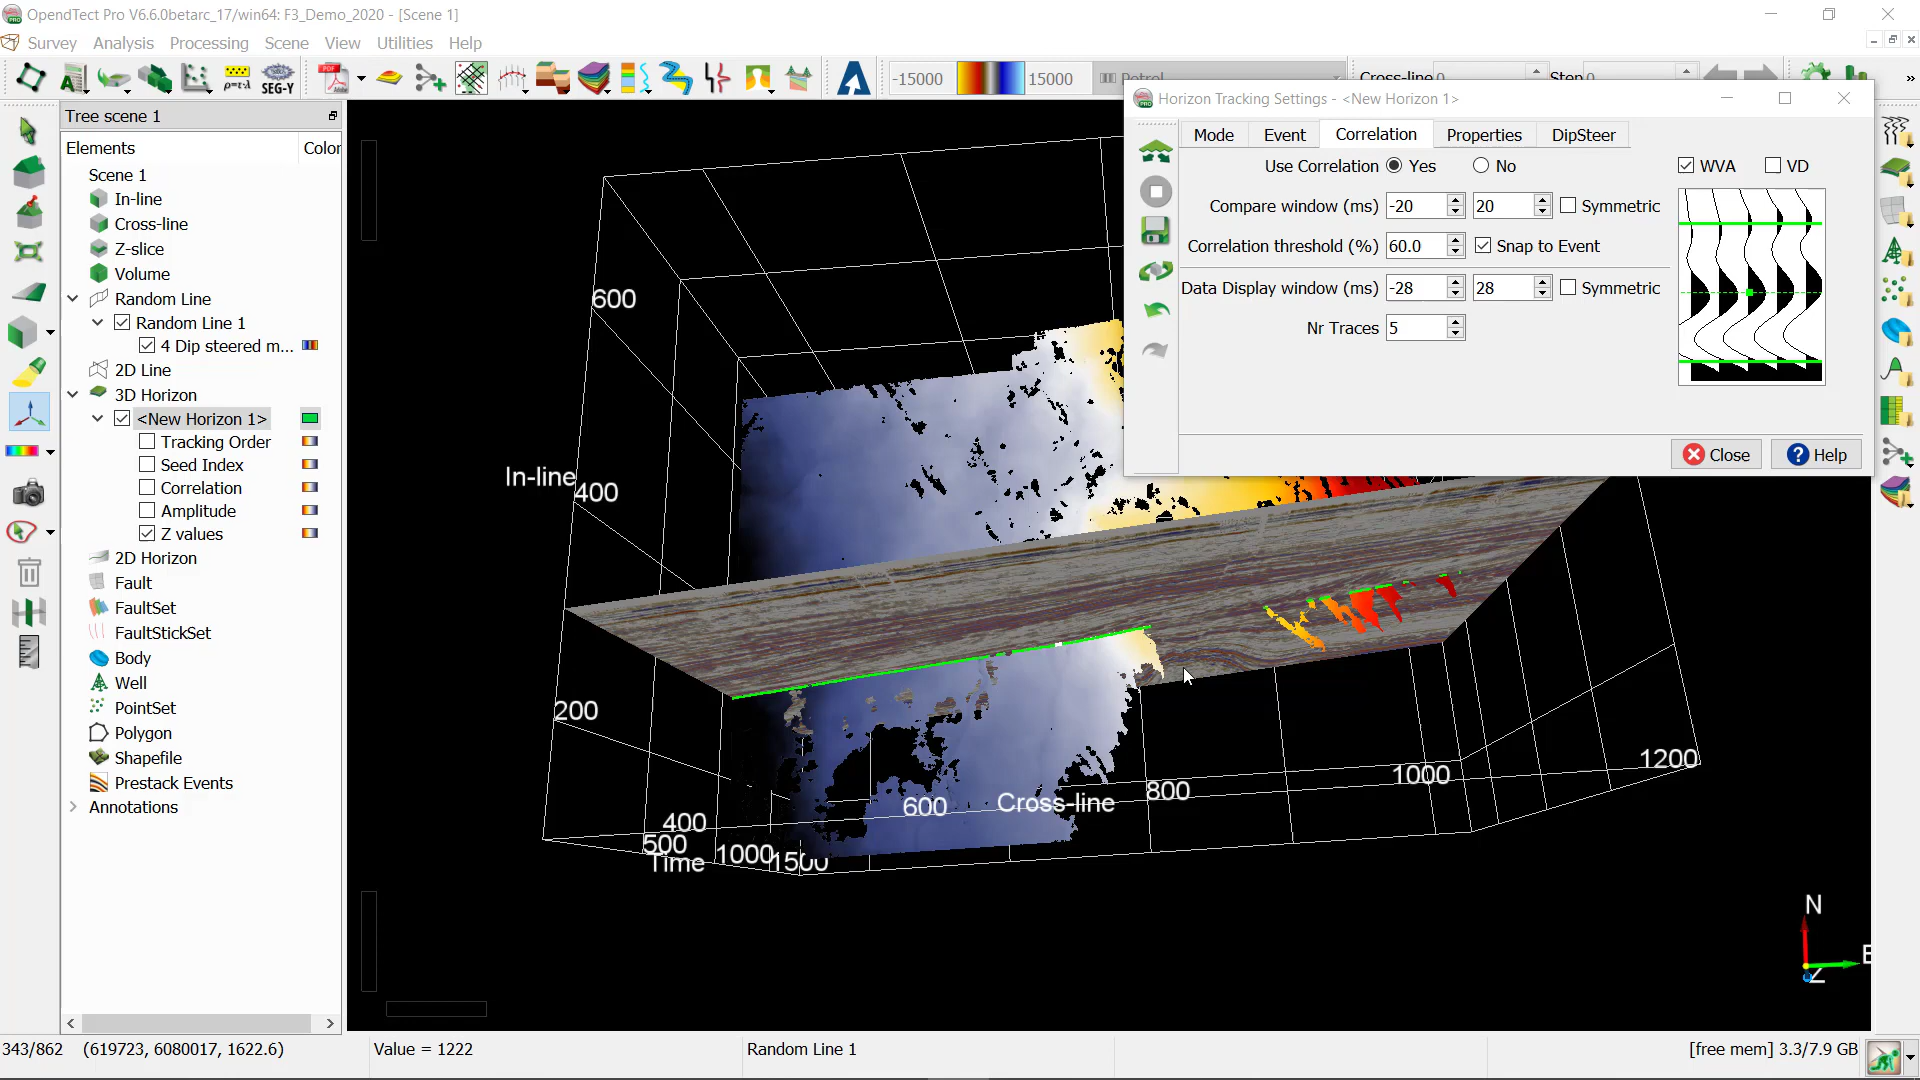 OpendTect Pro V6.6.0betarc_17/win64: F3_Demo_2020 - [Scene 1]
Survey Analysis Processing Scene View Utilities Help
PDF
ρ=τ·λ
SEG-Y
-15000 15000
Cross-line 0 Step 0 »
Tree scene 1
Elements Color
Scene 1
In-line
Cross-line
Z-slice
Volume
Random Line
Random Line 1
4 Dip steered m...
2D Line
3D Horizon
<New Horizon 1>
Tracking Order
Seed Index
Correlation
Amplitude
Z values
2D Horizon
Fault
FaultSet
FaultStickSet
Body
Well
PointSet
Polygon
Shapefile
Prestack Events
Annotations
Horizon Tracking Settings - <New Horizon 1>
Mode Event Correlation Properties DipSteer
Use Correlation Yes No
WVA VD
Compare window (ms) -20 20 Symmetric
Correlation threshold (%) 60.0 Snap to Event
Data Display window (ms) -28 28 Symmetric
Nr Traces 5
Close ? Help
600
In-line
400
200
400
500
Time
1000
1500
600
Cross-line
800
1000
1200
N
E
Z
343/862 (619723, 6080017, 1622.6) Value = 1222 Random Line 1 [free mem] 3.3/7.9 GB